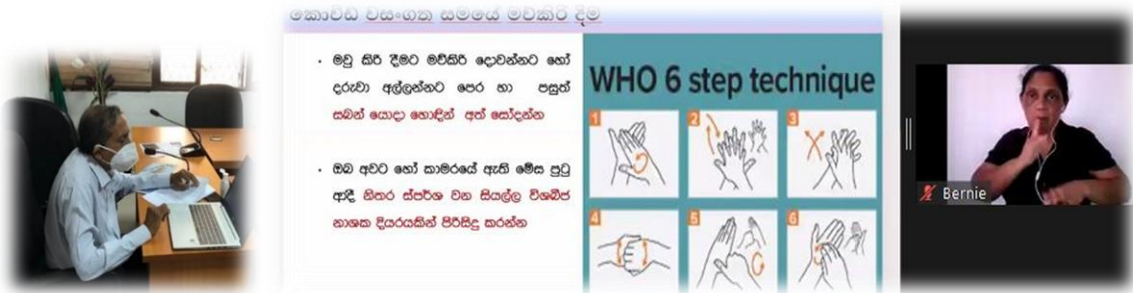 කොවිඩ් වසංගත සමයේ මව්කිරි දීම
• මවු කිරි දීමට මව්කිරි දොවන්නට හෝ
දරුවා අල්ලන්නට පෙර හා පසුත්
සබන් යොදා හොඳින් අත් සෝදන්න
• ඔබ අවට හෝ කාමරයේ ඇති මේස පුටු
ආදී නිතර ස්පර්ශ වන සියල්ල විශබීජ
නාශක දියරයකින් පිරිසිදු කරන්න
WHO 6 step technique
1
2
3
4
5
6
Bernie